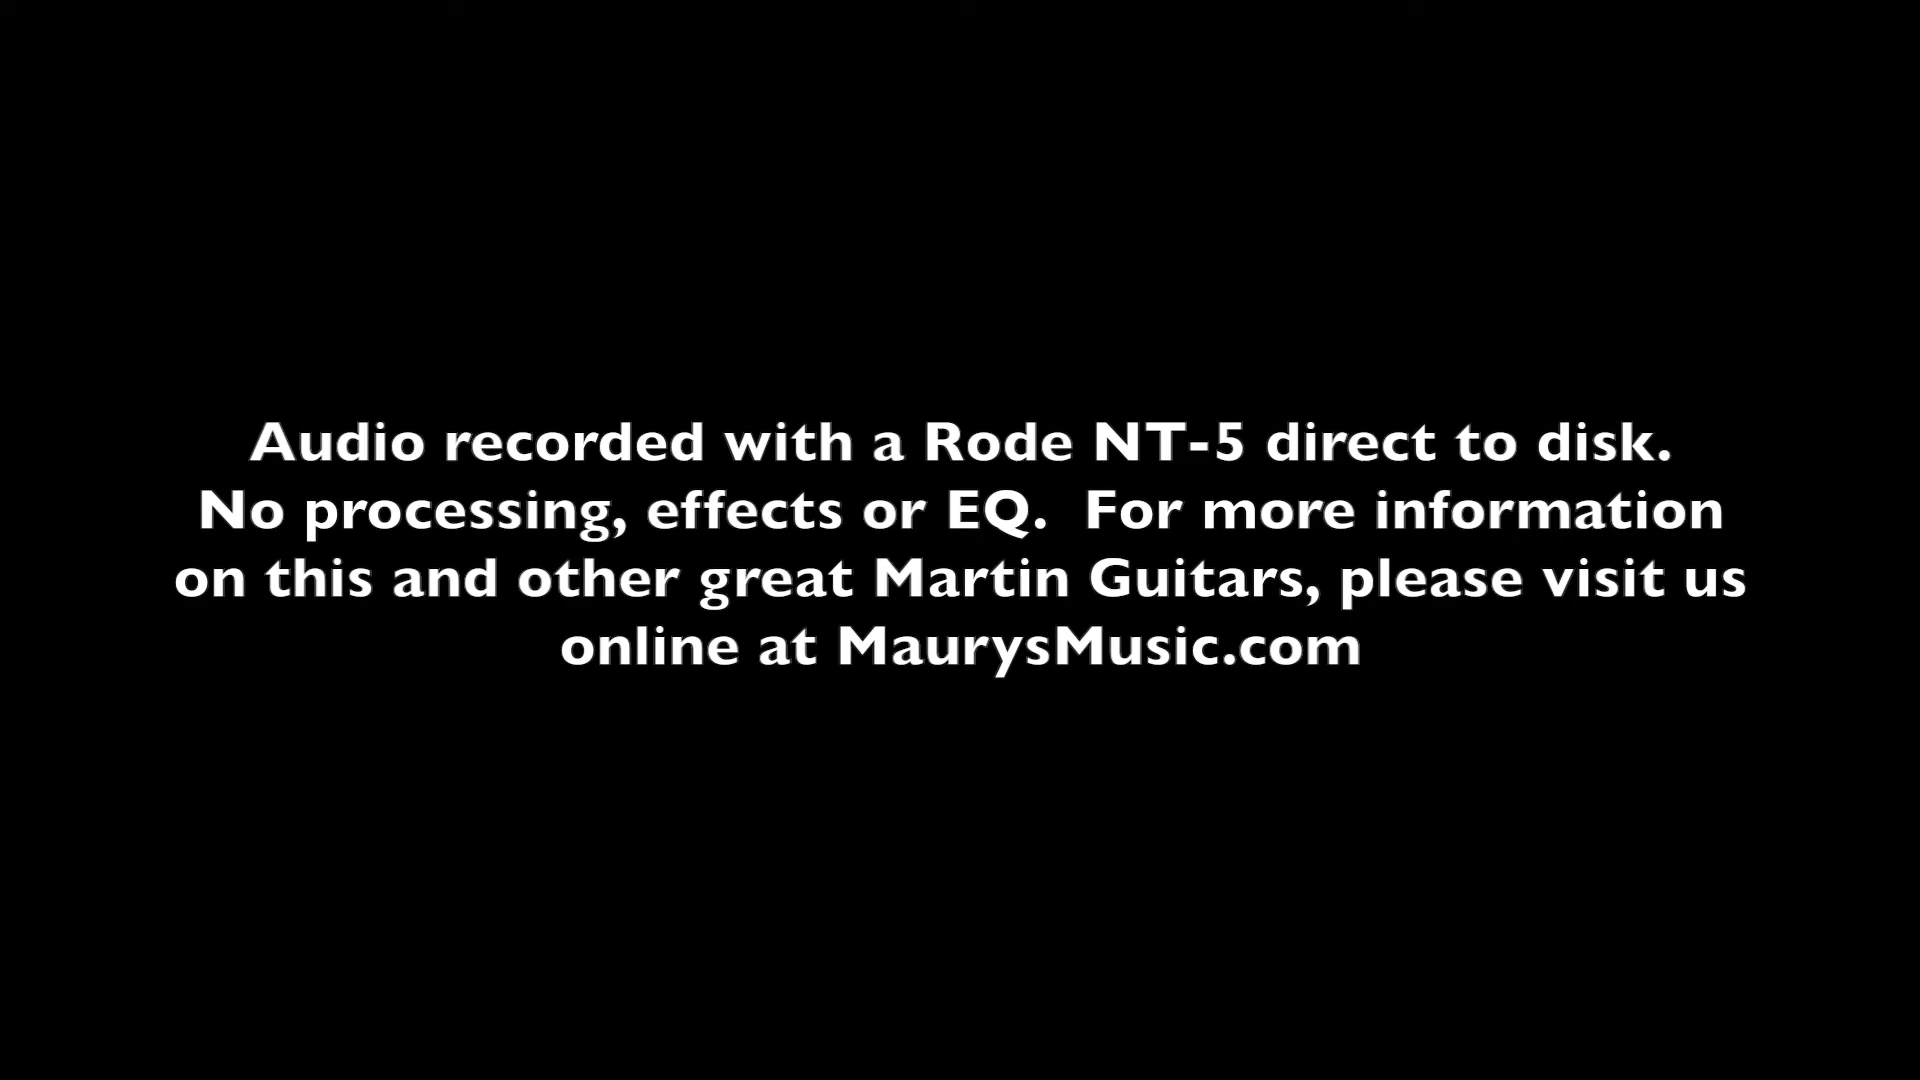 Audio recorded with a Rode NT-5 direct to disk.
No processing, effects or EQ.  For more information
on this and other great Martin Guitars, please visit us
online at MaurysMusic.com